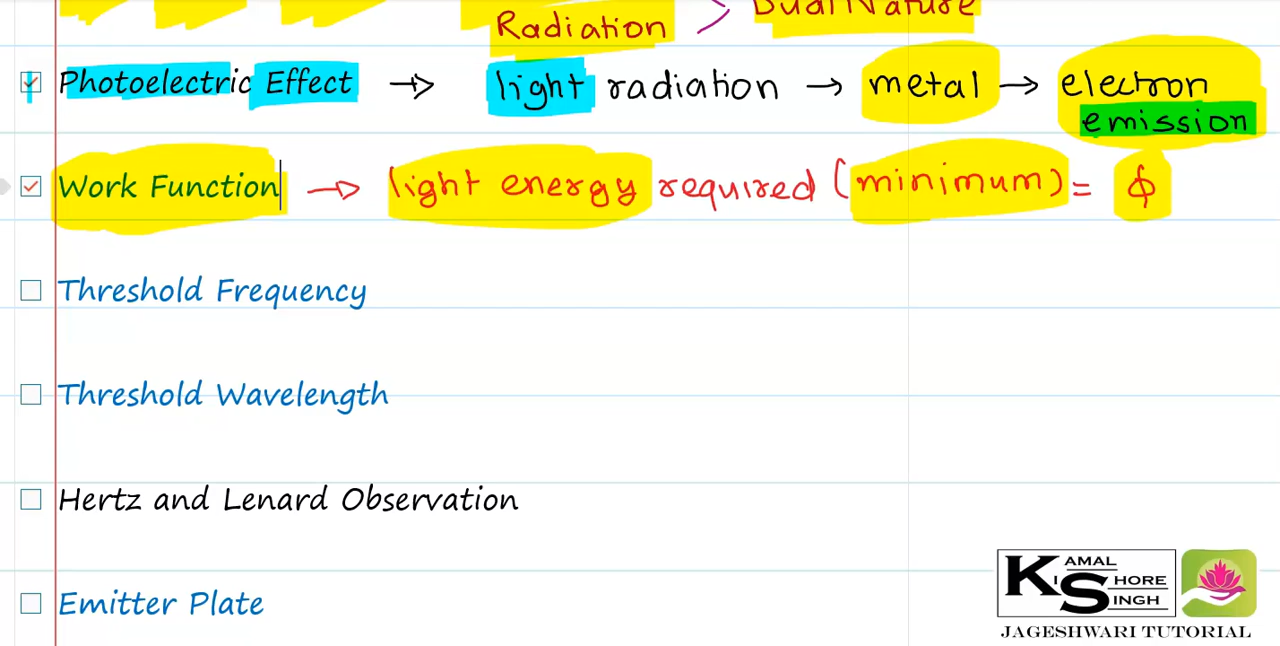 Radiation > Dual Nature
Photoelectric Effect → light radiation → metal → electron
emission
Work Function → light energy required (minimum) = ϕ
Threshold Frequency
Threshold Wavelength
Hertz and Lenard Observation
Emitter Plate
KAMAL
KISHORE
SINGH
JAGESHWARI TUTORIAL